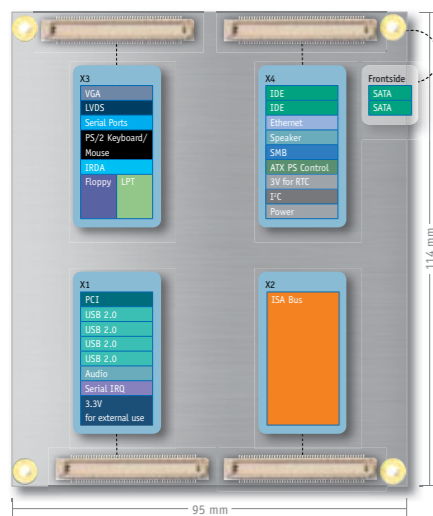 X3
VGA
LVDS
Serial Ports
PS/2 Keyboard/
Mouse
IRDA
Floppy LPT
X4
IDE
IDE
Ethernet
Speaker
SMB
ATX PS Control
3V for RTC
I²C
Power
Frontside
SATA
SATA
X1
PCI
USB 2.0
USB 2.0
USB 2.0
USB 2.0
Audio
Serial IRQ
3.3V
for external use
X2
ISA Bus
114 mm
95 mm